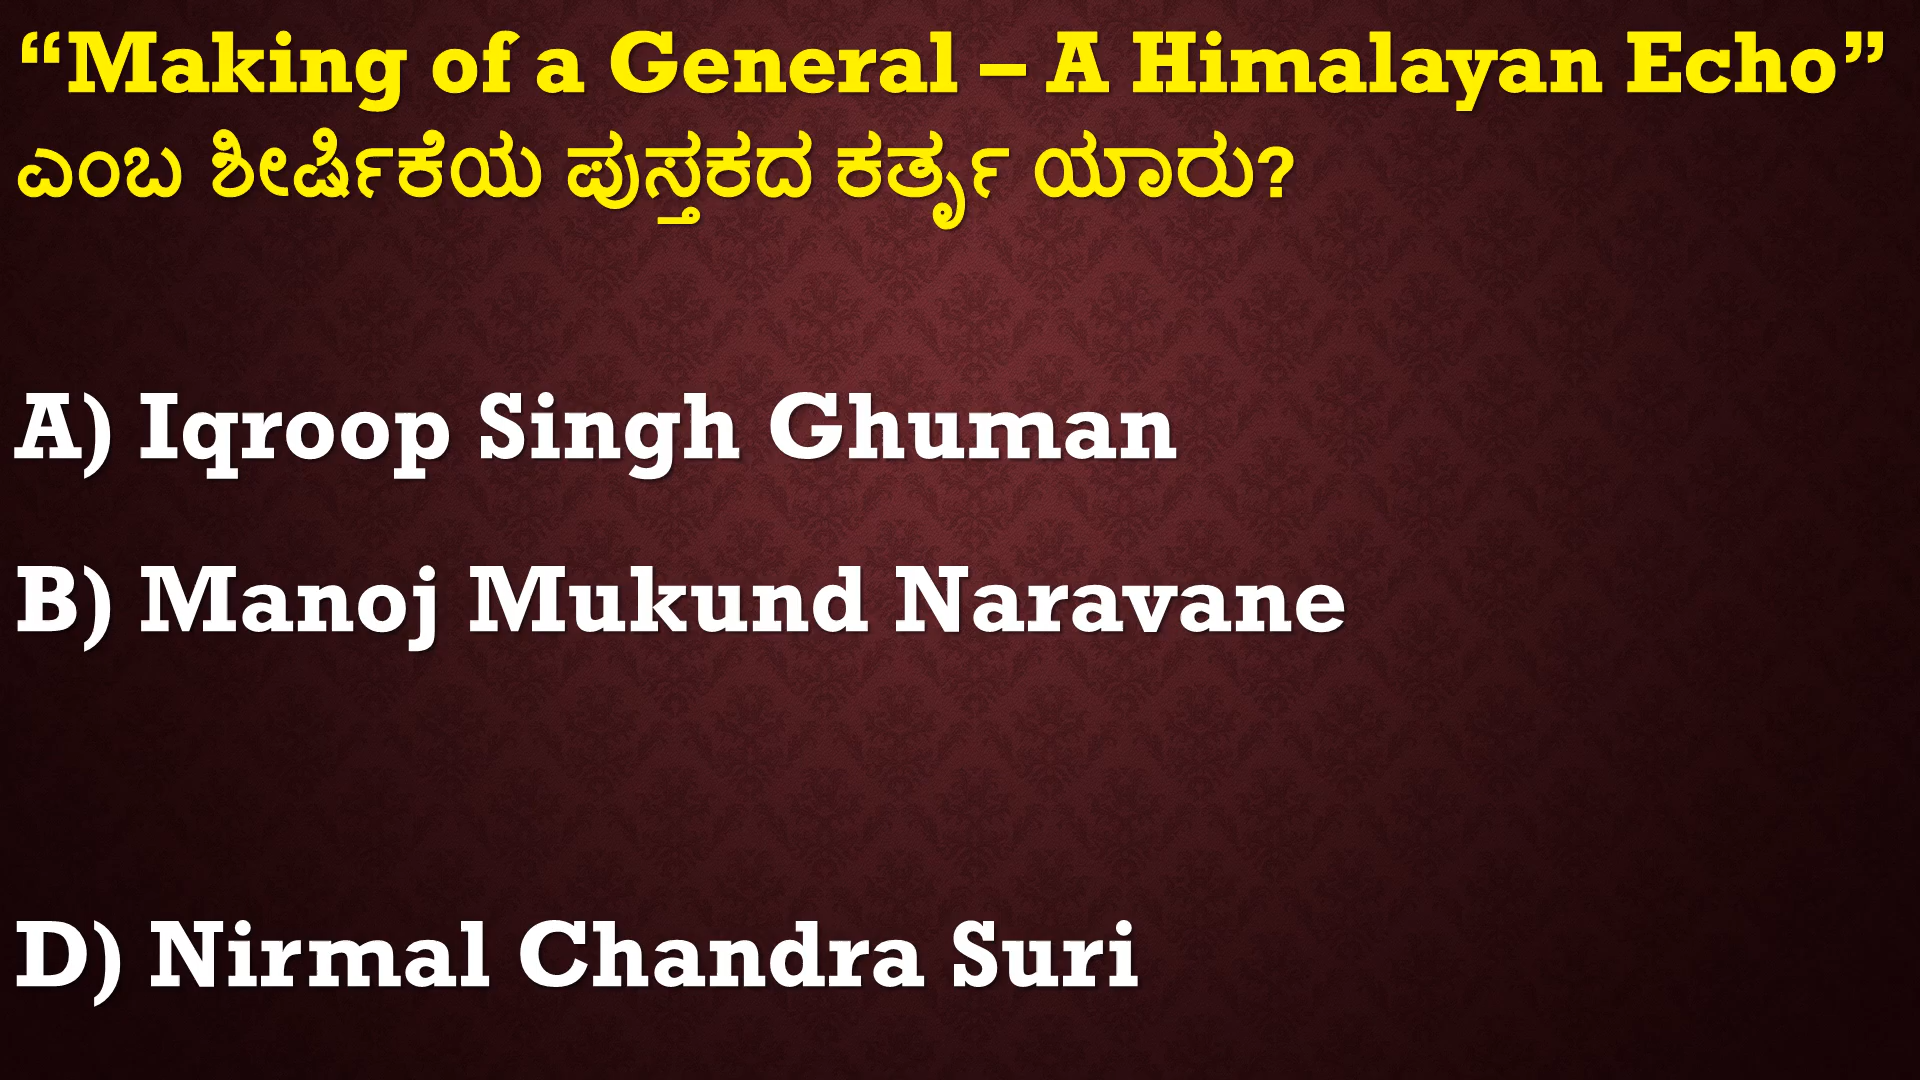 “Making of a General – A Himalayan Echo”
ಎಂಬ ಶೀರ್ಷಿಕೆಯ ಪುಸ್ತಕದ ಕರ್ತೃ ಯಾರು?
A) Iqroop Singh Ghuman
B) Manoj Mukund Naravane
D) Nirmal Chandra Suri